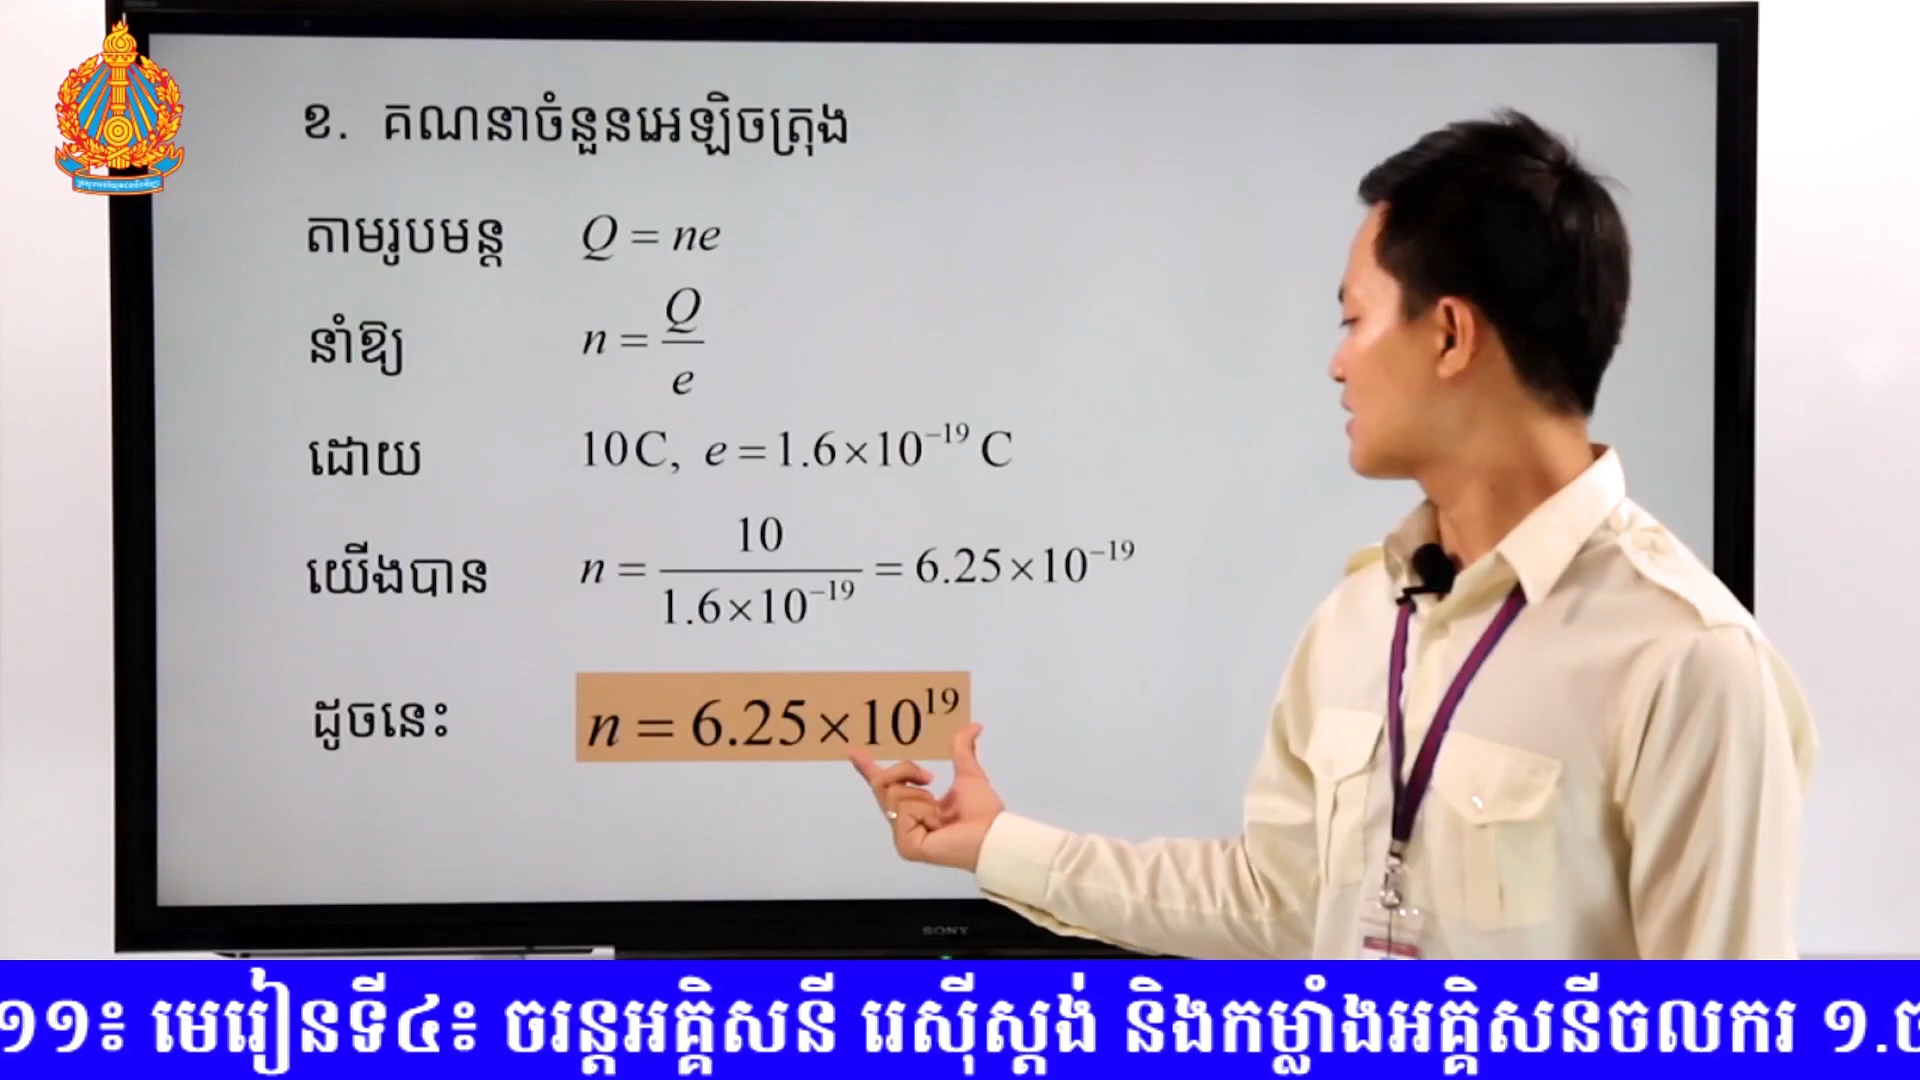 ខ. គណនាចំនួនអេឡិចត្រុង
តាមរូបមន្ត Q = ne
នាំឱ្យ n = Q/e
ដោយ 10C, e = 1.6×10⁻¹⁹ C
យើងបាន n = 10/1.6×10⁻¹⁹ = 6.25×10⁻¹⁹
ដូចនេះ n = 6.25×10¹⁹
SONY
១១៖ មេរៀនទី៤៖ ចរន្តអគ្គិសនី រេស៊ីស្តង់ និងកម្លាំងអគ្គិសនីចលករ ១.ច